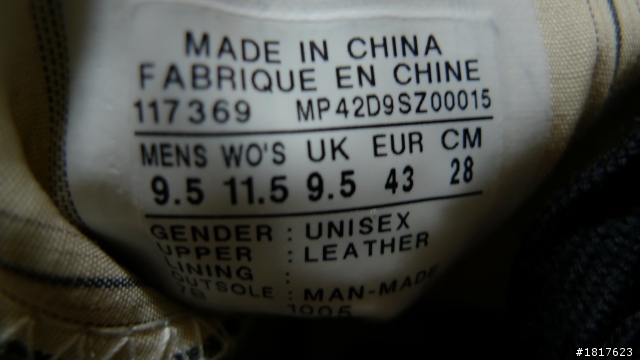 MADE IN CHINA
FABRIQUE EN CHINE
117369 MP42D9SZ00015
MENS WO'S UK EUR CM
9.5 11.5 9.5 43 28
GENDER : UNISEX
UPPER : LEATHER
LINING :
OUTSOLE : MAN-MADE
1005
#1817623